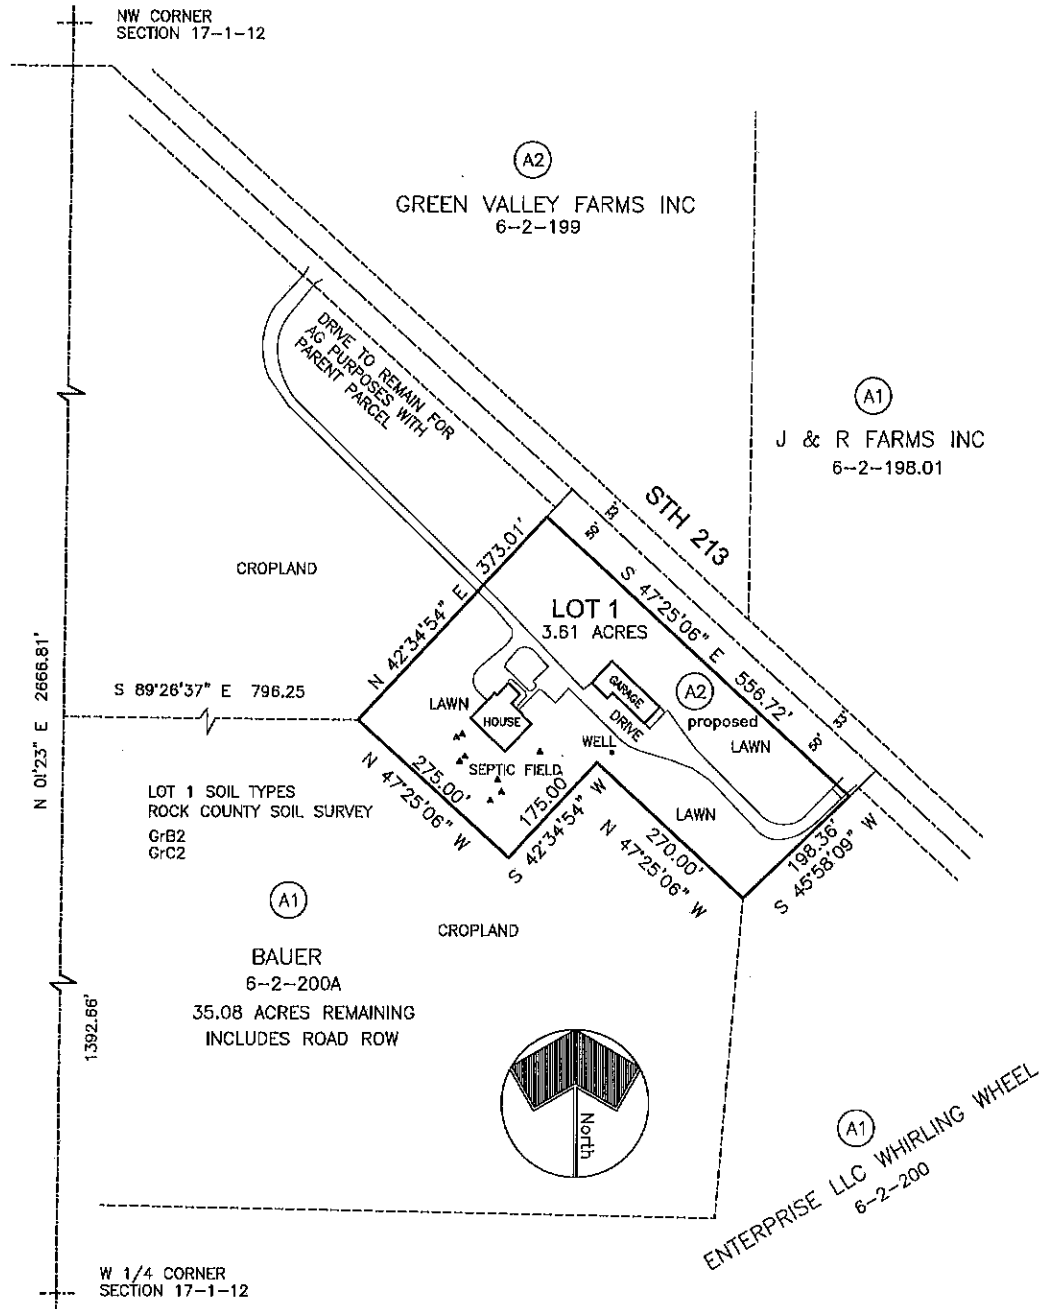 NW CORNER
SECTION 17-1-12
A2
GREEN VALLEY FARMS INC
6-2-199
DRIVE TO REMAIN FOR
AG PURPOSES WITH
PARENT PARCEL
A1
J & R FARMS INC
6-2-198.01
STH 213
33'
50'
CROPLAND
N 42°34'54" E 373.01'
S 47°25'06" E 556.72'
LOT 1
3.61 ACRES
N 01'23" E 2666.81'
S 89°26'37" E 796.25
LAWN
HOUSE
GARAGE
A2
proposed
DRIVE
LAWN
33'
50'
WELL
SEPTIC FIELD
275.00'
N 47°25'06" W
175.00'
S 42°34'54" W
LAWN
270.00'
N 47°25'06" W
198.36'
S 45°58'09" W
LOT 1 SOIL TYPES
ROCK COUNTY SOIL SURVEY
GrB2
GrC2
A1
BAUER
6-2-200A
35.08 ACRES REMAINING
INCLUDES ROAD ROW
CROPLAND
1392.66'
North
A1
ENTERPRISE LLC WHIRLING WHEEL
6-2-200
W 1/4 CORNER
SECTION 17-1-12